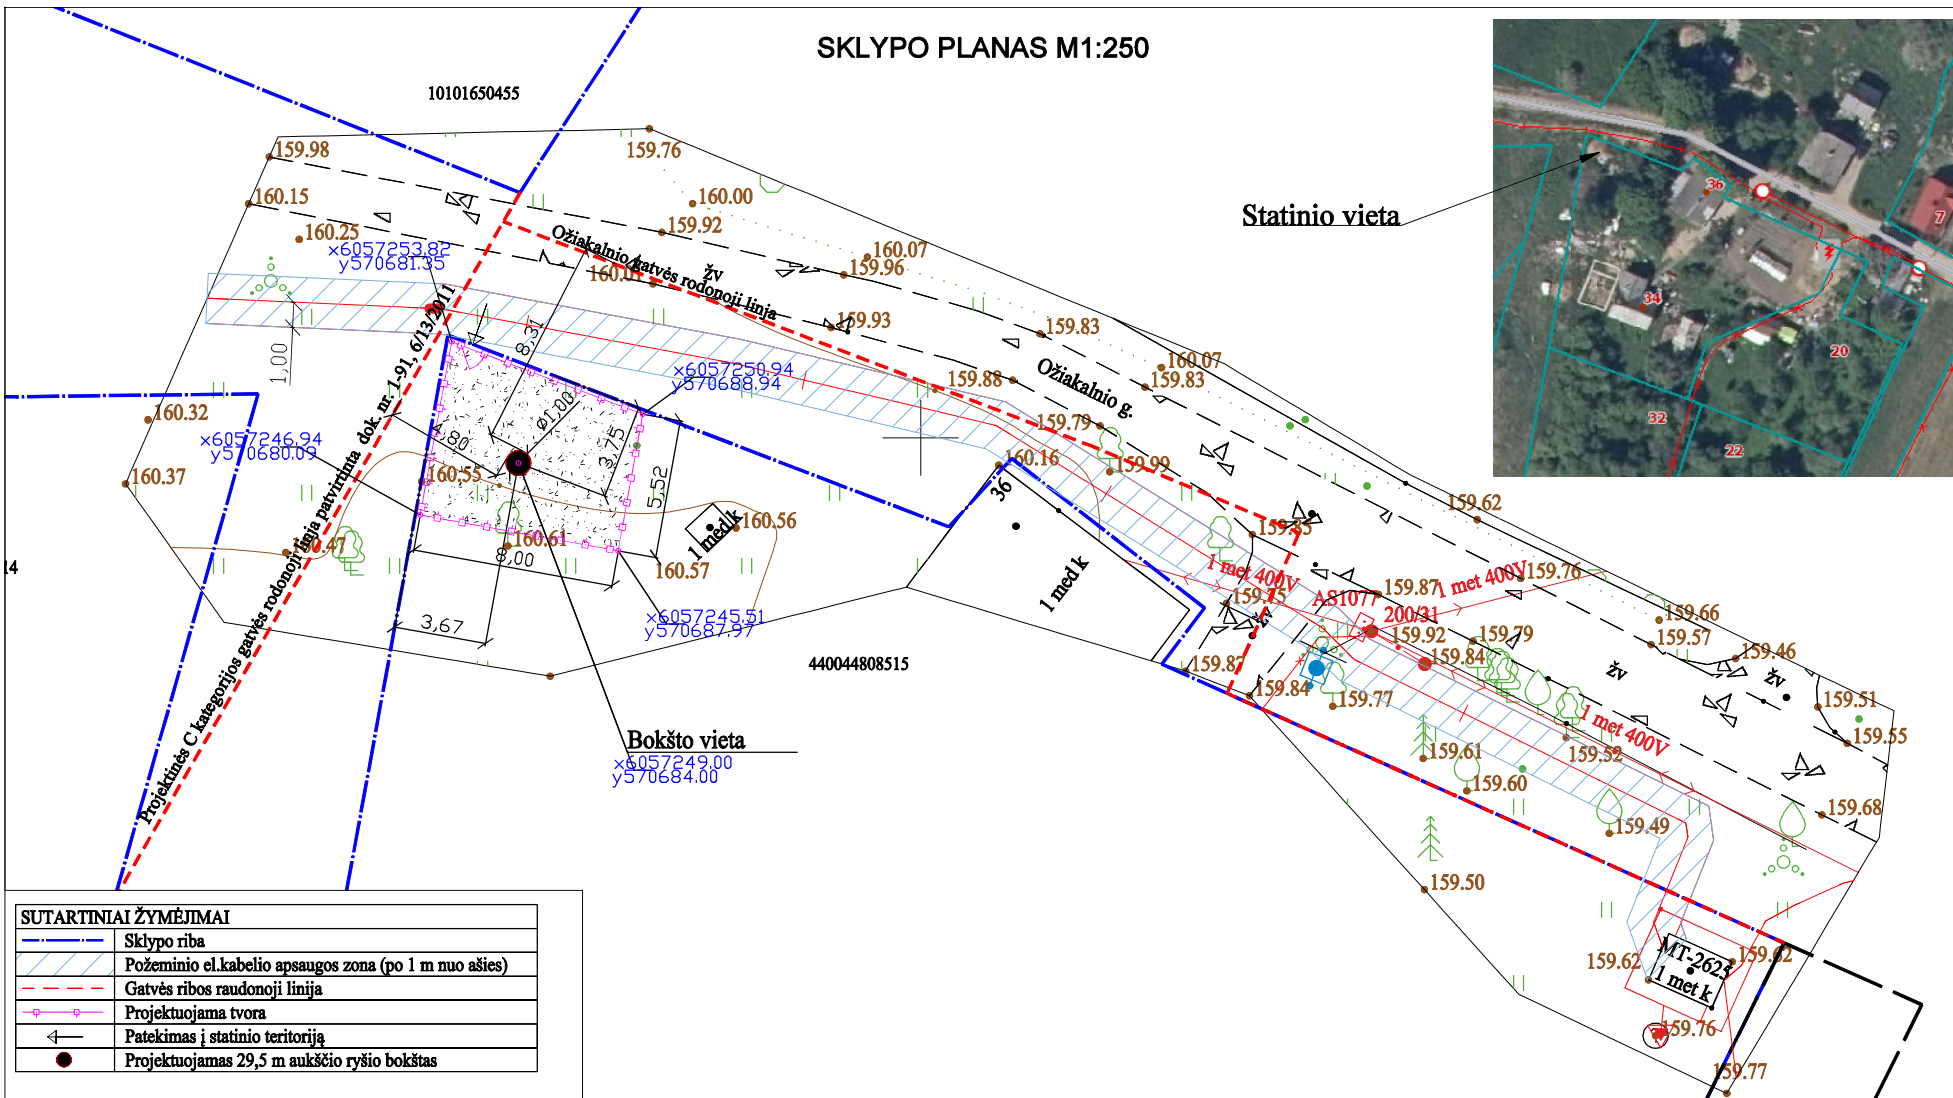 SKLYPO PLANAS M1:250
10101650455
159.98
159.76
160.15
160.00
159.92
160.25
x6057253.82
y570681.35
Ožiakalnio gatvės rodonoji linija
žv
160.07
159.96
Statinio vieta
36
7
34
20
32
22
159.93
159.83
160.07
159.83
8,31
1,00
x6057250.94
y570688.94
159.88
Ožiakalnio g.
159.79
160.32
x6057246.94
y570680.09
Projektinės C kategorijos gatvės rodonoji linija patvirtinta dok. nr. 1-91, 6/13/2011
4,80
ø1,00
3,75
5,52
160.55
160.37
160.16
159.99
36
159.62
160.56
1 med k
160.47
160.61
8,00
160.57
159.85
14
1 med k
1 met 400V
1 met 400V
159.76
159.87
159.75
AS1077
200/31
žv
x6057245.51
y570687.97
3,67
440044808515
159.66
159.57
159.92
159.79
159.84
159.46
159.87
159.84
159.77
žv
žv
159.51
Bokšto vieta
x6057249.00
y570684.00
1 met 400V
159.55
159.61
159.52
159.60
159.68
159.49
159.50
SUTARTINIAI ŽYMĖJIMAI
Sklypo riba
Požeminio el.kabelio apsaugos zona (po 1 m nuo ašies)
Gatvės ribos raudonoji linija
Projektuojama tvora
Patekimas į statinio teritoriją
Projektuojamas 29,5 m aukščio ryšio bokštas
MT-2625
1 met k
159.62
159.62
159.76
159.77